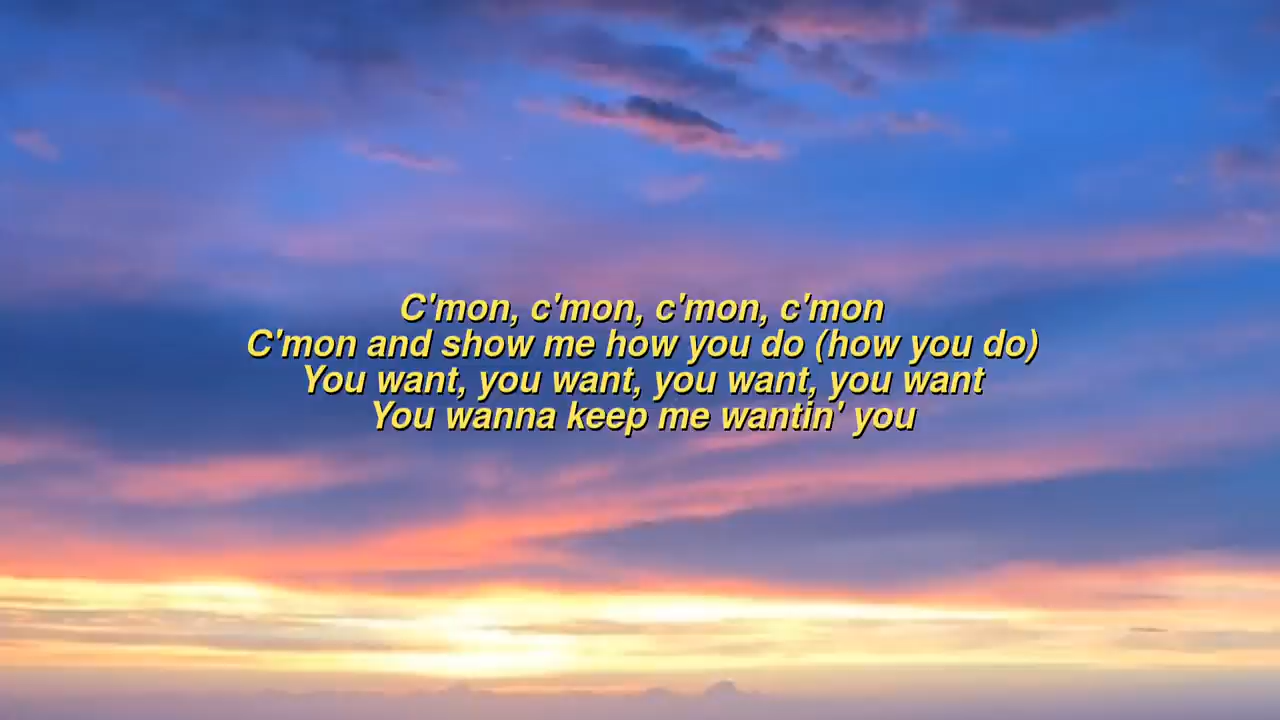 C'mon, c'mon, c'mon, c'mon
C'mon and show me how you do (how you do)
You want, you want, you want, you want
You wanna keep me wantin' you